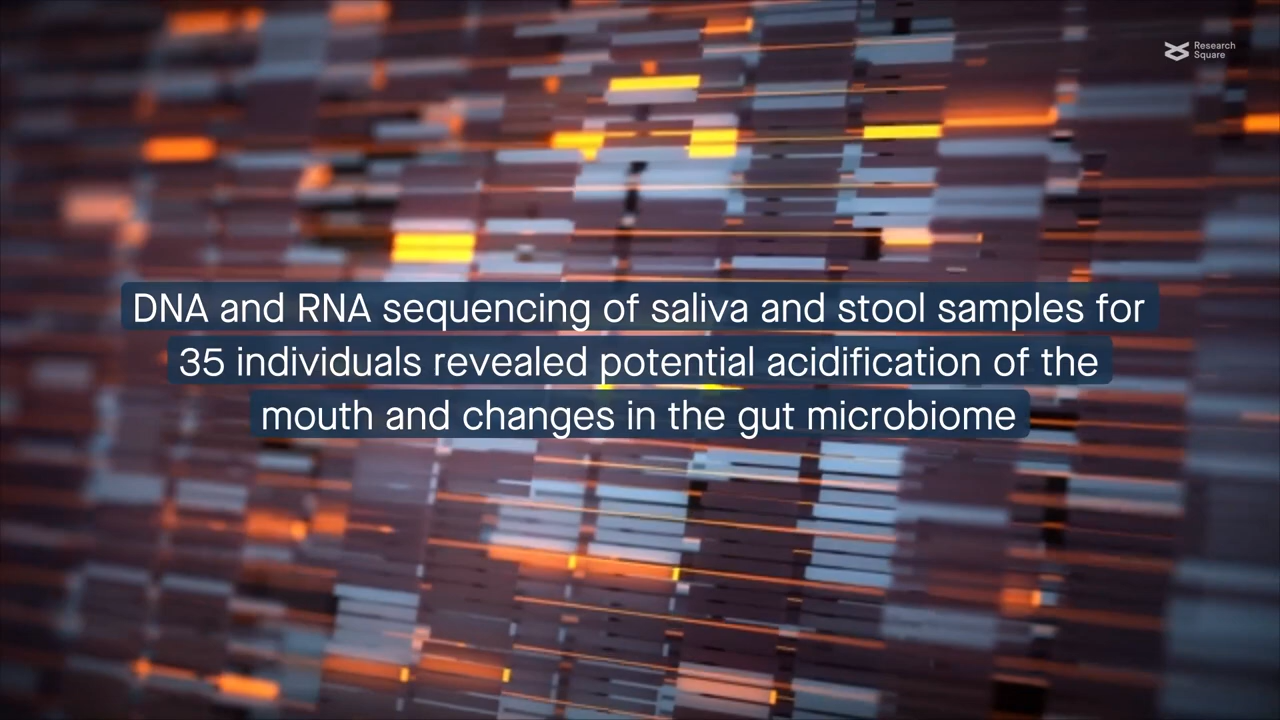 Research
Square
DNA and RNA sequencing of saliva and stool samples for
35 individuals revealed potential acidification of the
mouth and changes in the gut microbiome